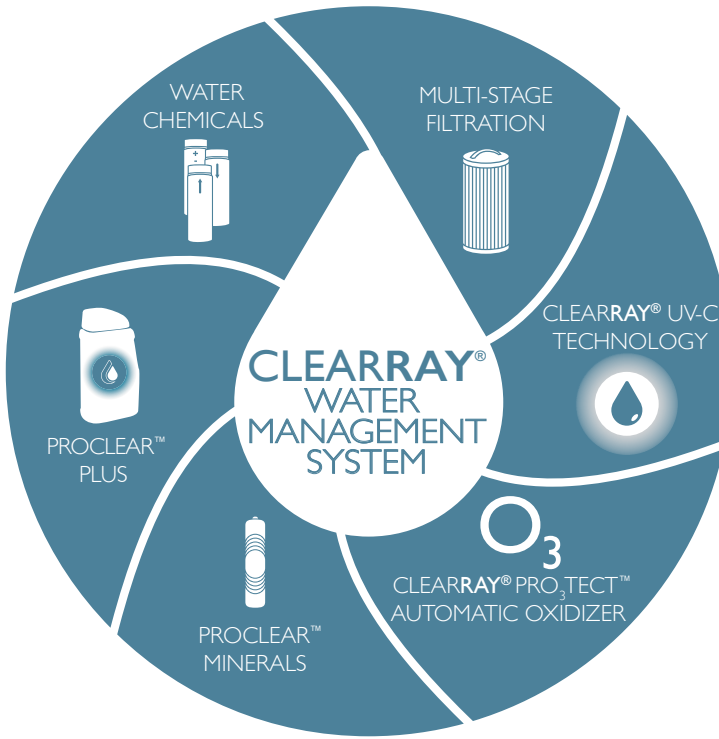 WATER
CHEMICALS
+
-
MULTI-STAGE
FILTRATION
CLEARRAY® UV-C
TECHNOLOGY
CLEARRAY®
WATER
MANAGEMENT
SYSTEM
PROCLEAR™
PLUS
O3
CLEARRAY® PRO3TECT™
AUTOMATIC OXIDIZER
PROCLEAR™
MINERALS